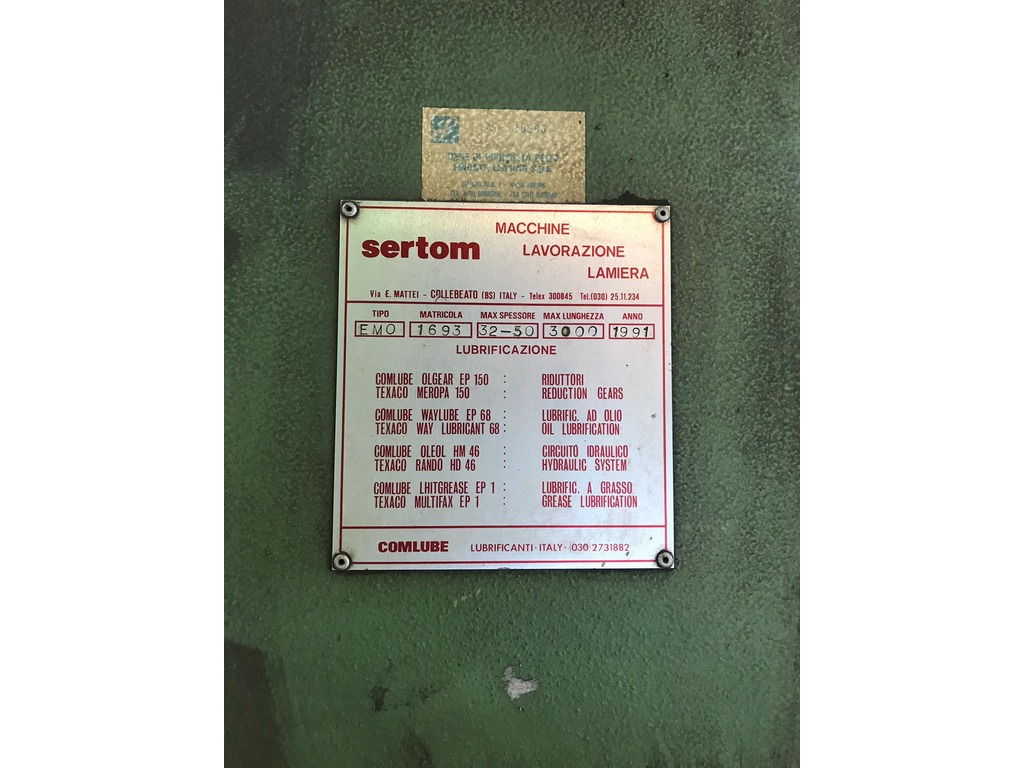 MACCHINE
sertom LAVORAZIONE
LAMIERA
Via E. MATTEI - COLLEBEATO (BS) ITALY - Telex 300845 Tel.(030) 25.11.234
TIPO MATRICOLA MAX SPESSORE MAX LUNGHEZZA ANNO
EMO 1693 32-50 3000 1991
LUBRIFICAZIONE
COMLUBE OLGEAR EP 150 : RIDUTTORI
TEXACO MEROPA 150 REDUCTION GEARS
COMLUBE WAYLUBE EP 68 : LUBRIFIC. AD OLIO
TEXACO WAY LUBRICANT 68 : OIL LUBRIFICATION
COMLUBE OLEOL HM 46 : CIRCUITO IDRAULICO
TEXACO RANDO HD 46 : HYDRAULIC SYSTEM
COMLUBE LHITGREASE EP 1 : LUBRIFIC. A GRASSO
TEXACO MULTIFAX EP 1 : GREASE LUBRIFICATION
COMLUBE LUBRIFICANTI · ITALY · (030) 2731882